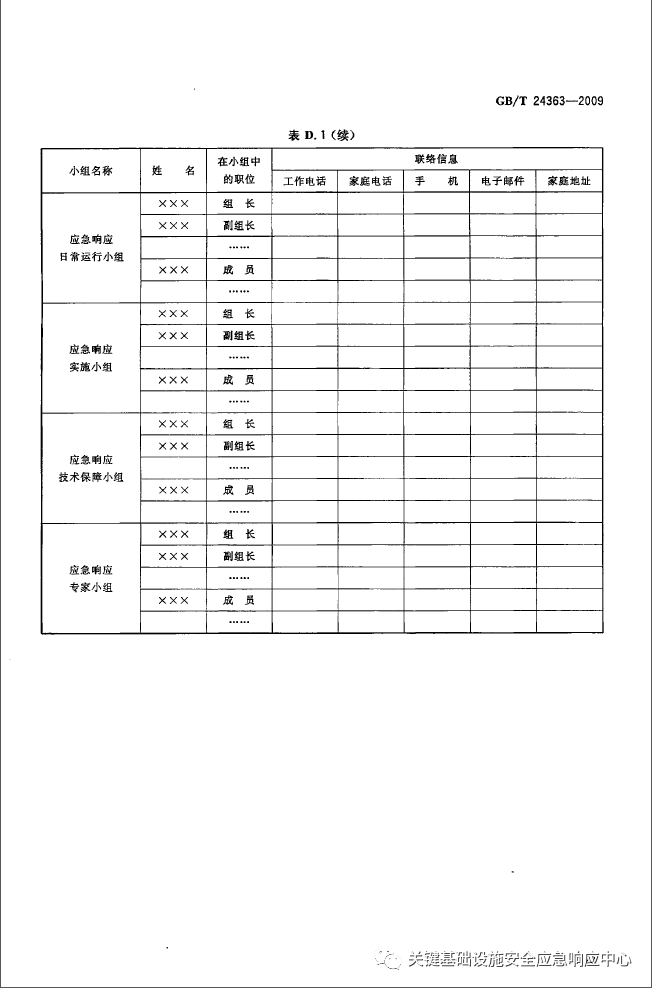 GB/T 24363—2009
表 D.1(续)
小组名称 姓 名 在小组中的职位 联络信息
工作电话 家庭电话 手 机 电子邮件 家庭地址
应急响应
日常运行小组
××× 组 长
××× 副组长
……
××× 成 员
……
应急响应
实施小组
××× 组 长
××× 副组长
……
××× 成 员
……
应急响应
技术保障小组
××× 组 长
××× 副组长
……
××× 成 员
……
应急响应
专家小组
××× 组 长
××× 副组长
……
××× 成 员
……
关键基础设施安全应急响应中心